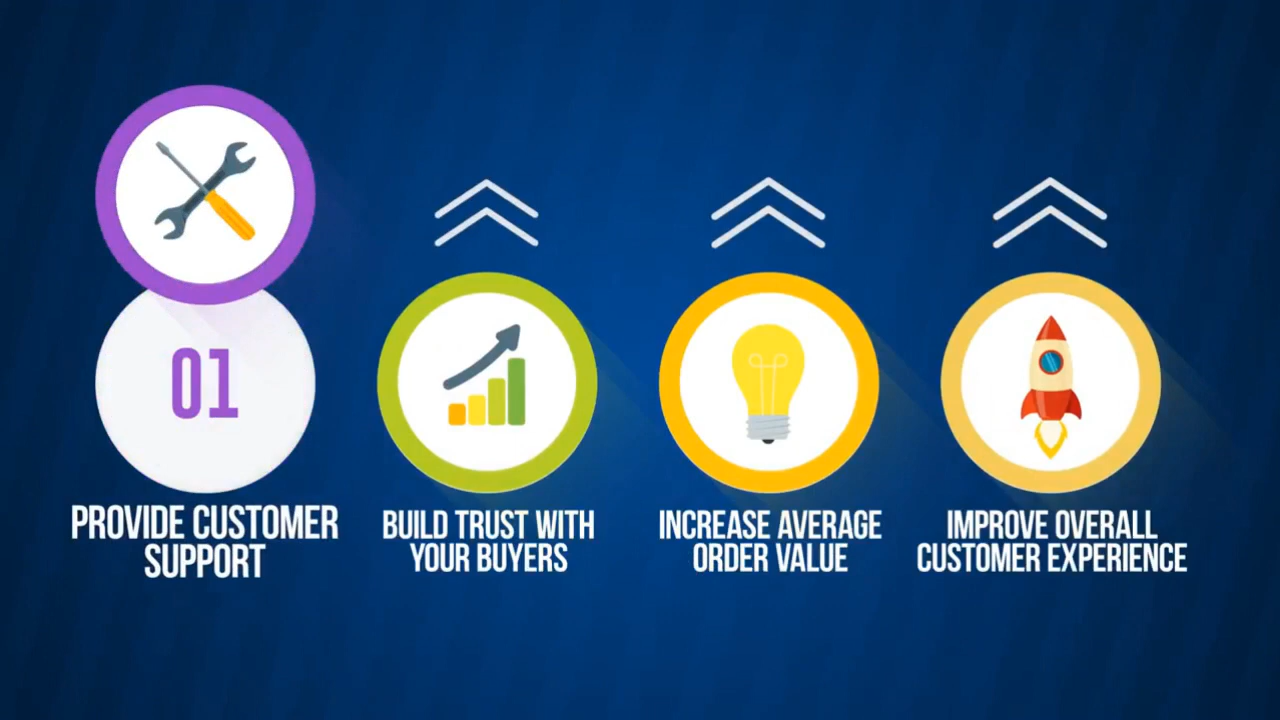 01
PROVIDE CUSTOMER
SUPPORT
BUILD TRUST WITH
YOUR BUYERS
INCREASE AVERAGE
ORDER VALUE
IMPROVE OVERALL
CUSTOMER EXPERIENCE